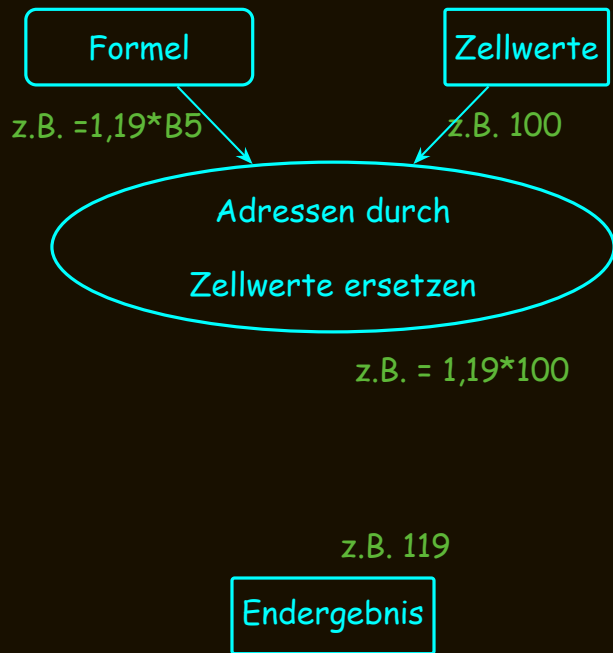 Formel
Zellwerte
z.B. =1,19*B5
z.B. 100
Adressen durch
Zellwerte ersetzen
z.B. = 1,19*100
z.B. 119
Endergebnis